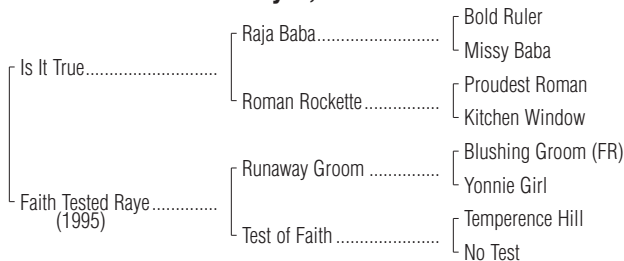 Bold Ruler
Raja Baba
Missy Baba
Is It True
Proudest Roman
Roman Rockette
Kitchen Window
Blushing Groom (FR)
Runaway Groom
Yonnie Girl
Faith Tested Raye
(1995)
Temperence Hill
Test of Faith
No Test